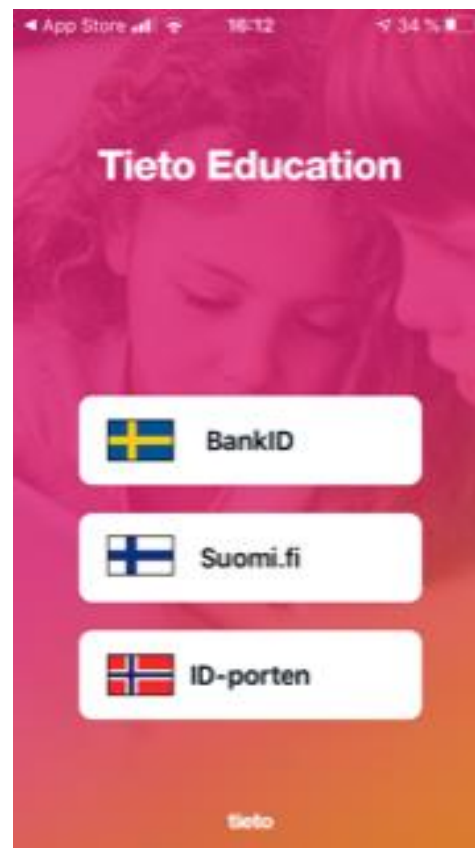 App Store 16:12 34 %
Tieto Education
BankID
Suomi.fi
ID-porten
tieto